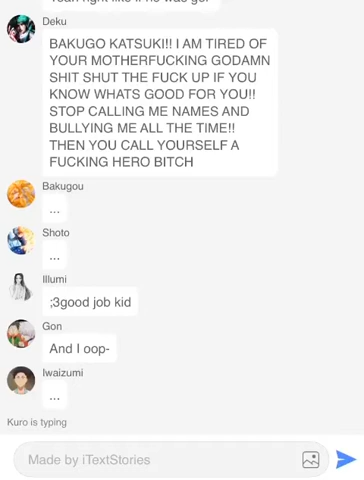 Deku
BAKUGO KATSUKI!! I AM TIRED OF
YOUR MOTHERFUCKING GODAMN
SHIT SHUT THE FUCK UP IF YOU
KNOW WHATS GOOD FOR YOU!!
STOP CALLING ME NAMES AND
BULLYING ME ALL THE TIME!!
THEN YOU CALL YOURSELF A
FUCKING HERO BITCH
Bakugou
...
Shoto
...
Illumi
;3good job kid
Gon
And I oop-
Iwaizumi
...
Kuro is typing
Made by iTextStories